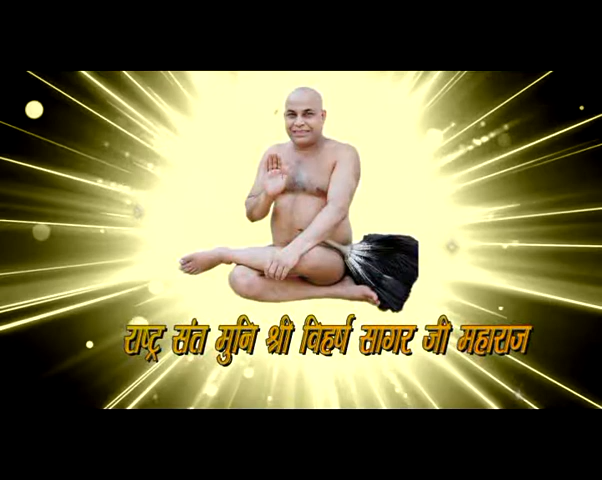 राष्ट्र संत मुनि श्री विहर्ष सागर जी महाराज